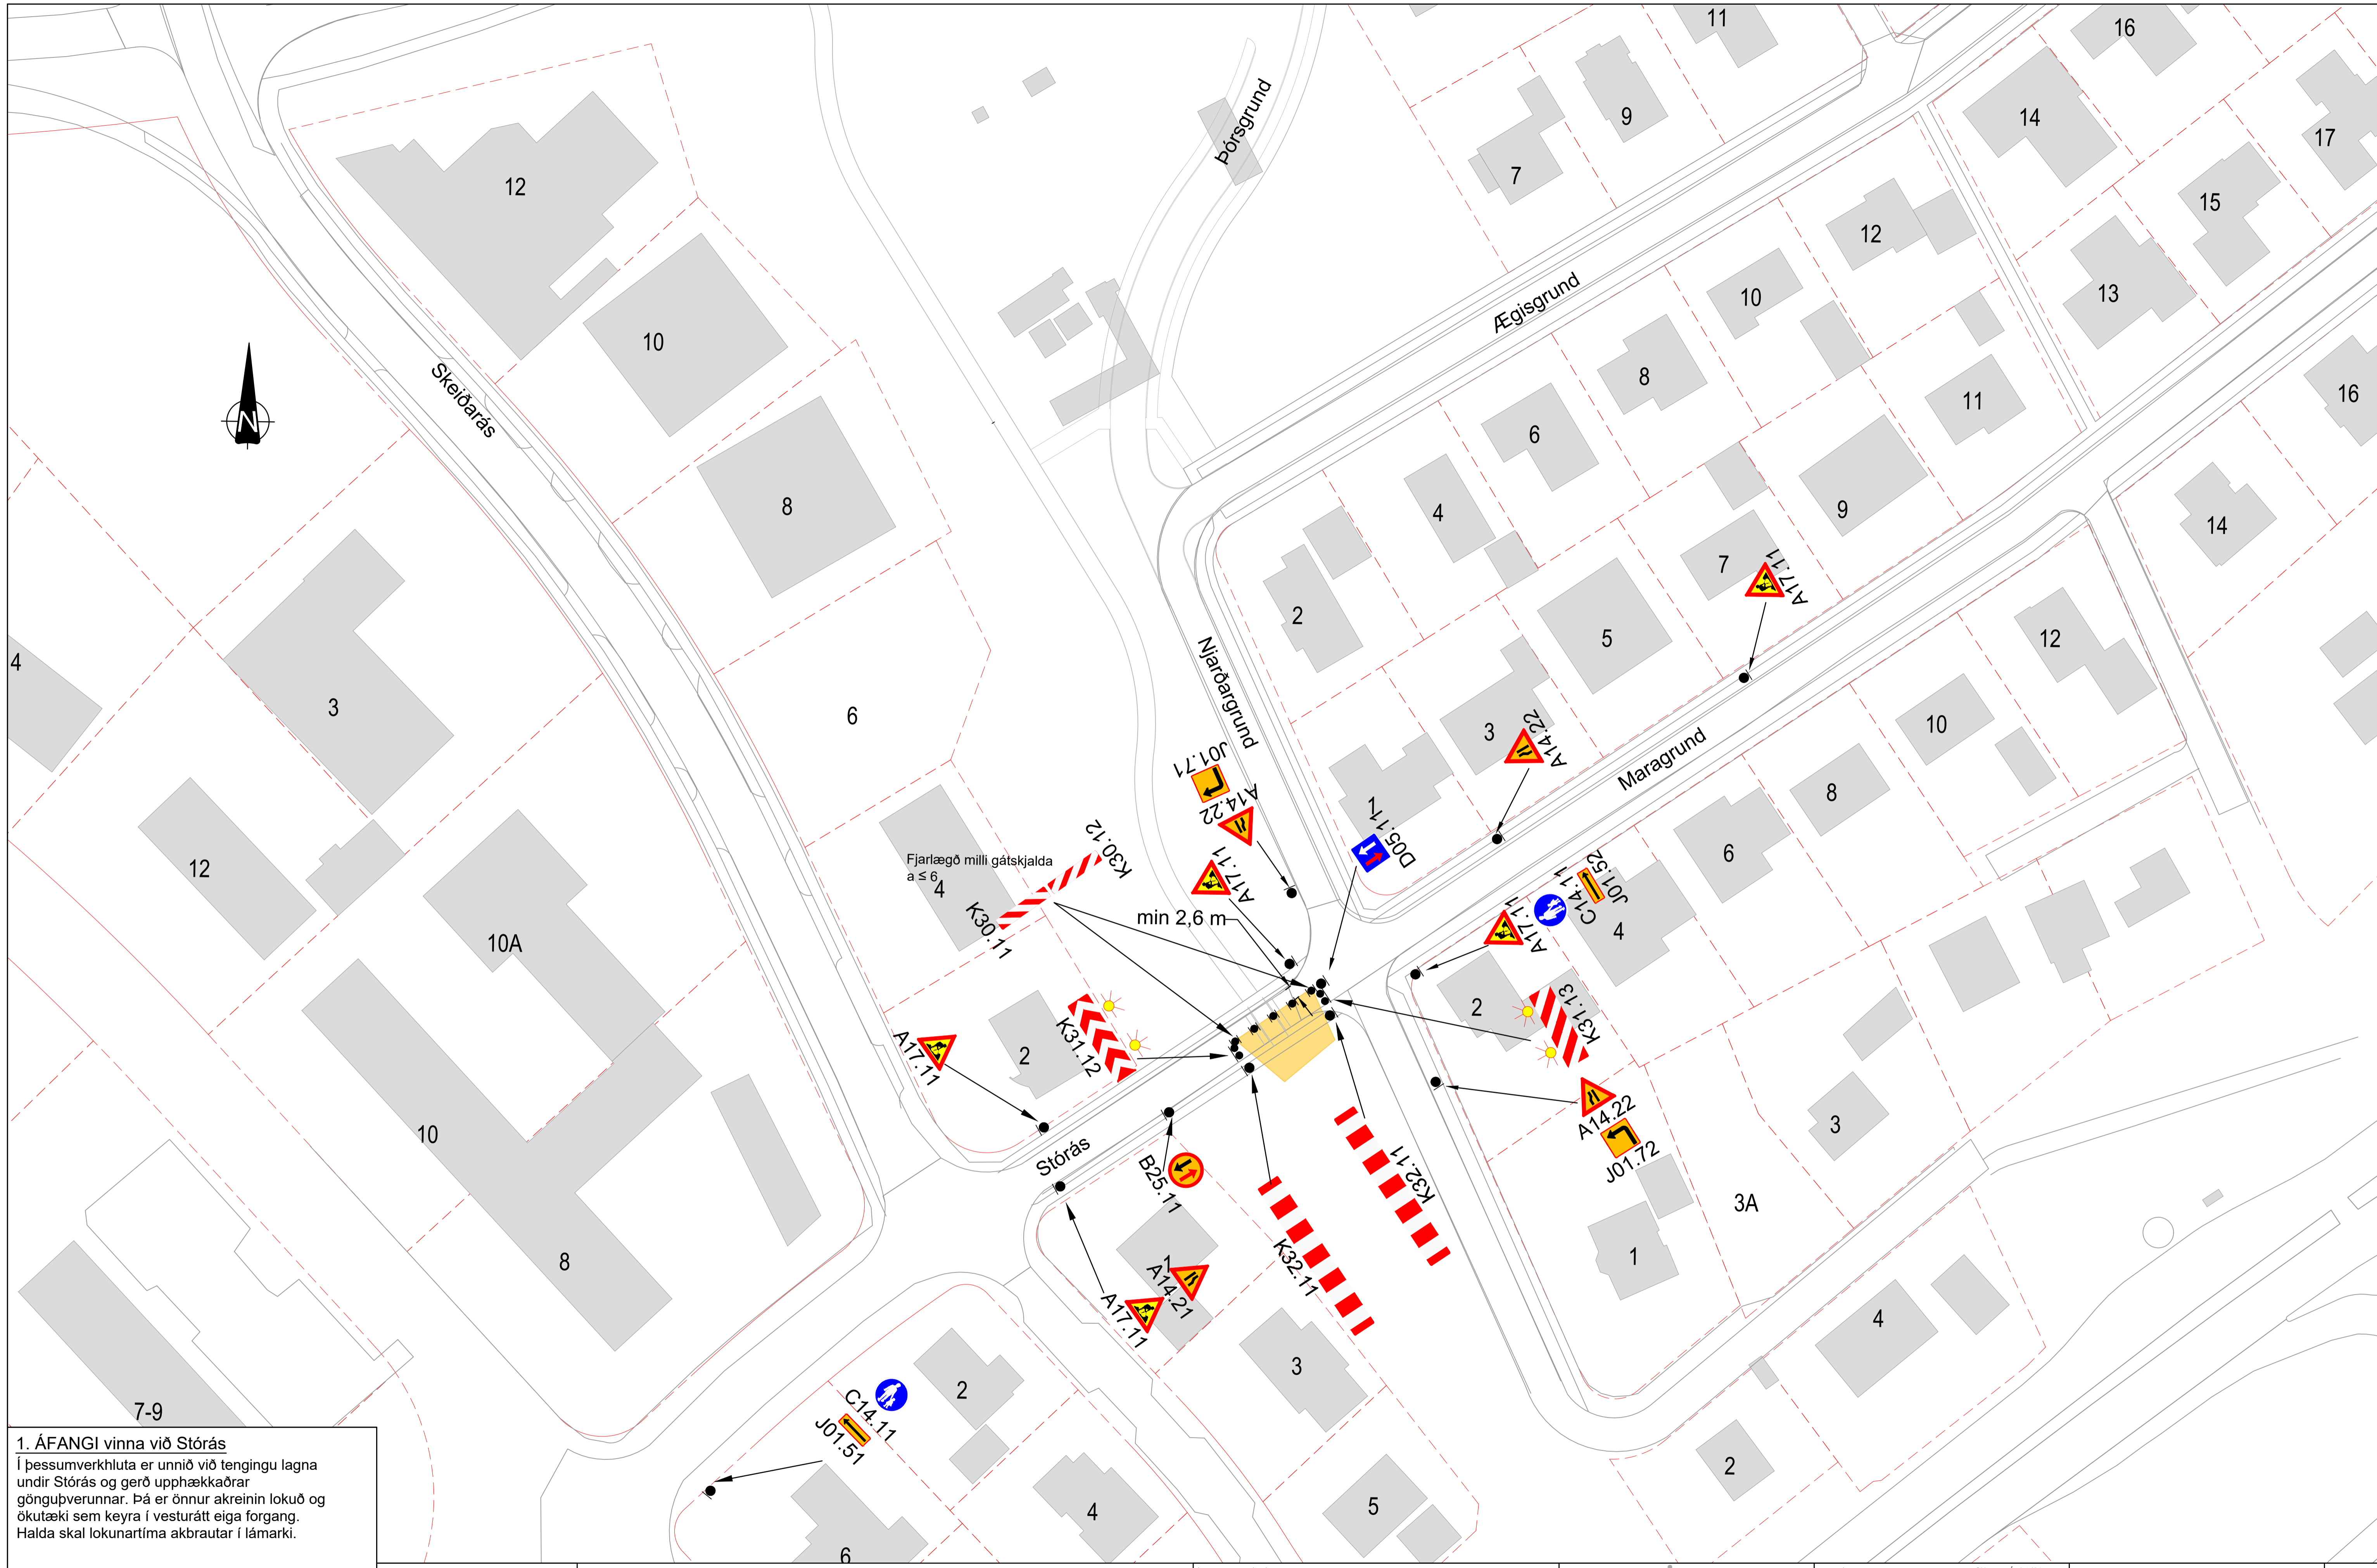 11
16
9
14
17
Þórsgrund
7
15
12
12
Ægisgrund
13
10
10
N
8
16
Skeiðarás
11
6
8
4
9
14
7
A17.11
2
5
12
4
3
6
Njarðargrund
3
A14.22
10
Maragrund
J01.71
A14.22
8
1
D05.11
6
K30.12
Fjarlægð milli gátskjalda
a ≤ 6
4
A17.11
12
J01.52
C14.11
A17.11
4
K30.11
min 2,6 m
10A
2
K31.13
A17.11
2
K31.12
A14.22
J01.72
3
10
Stórás
B25.11
K32.11
3A
8
1
A14.21
A17.11
K32.11
1
4
3
2
C14.11
J01.51
7-9
2
5
4
6
1. ÁFANGI vinna við Stórás
Í þessumverkhluta er unnið við tengingu lagna
undir Stórás og gerð upphækkaðrar
gönguþverunnar. Þá er önnur akreinin lokuð og
ökutæki sem keyra í vesturátt eiga forgang.
Halda skal lokunartíma akbrautar í lámarki.